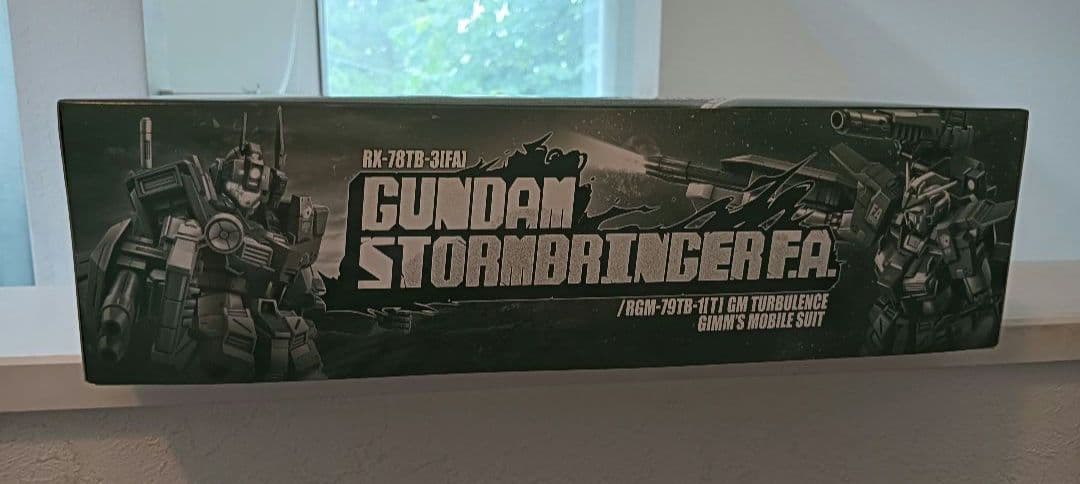 RX-78TB-3[FA]
GUNDAM
STORMBRINGER F.A.
/RGM-79TB-1[T] GM TURBULENCE
GIMM'S MOBILE SUIT